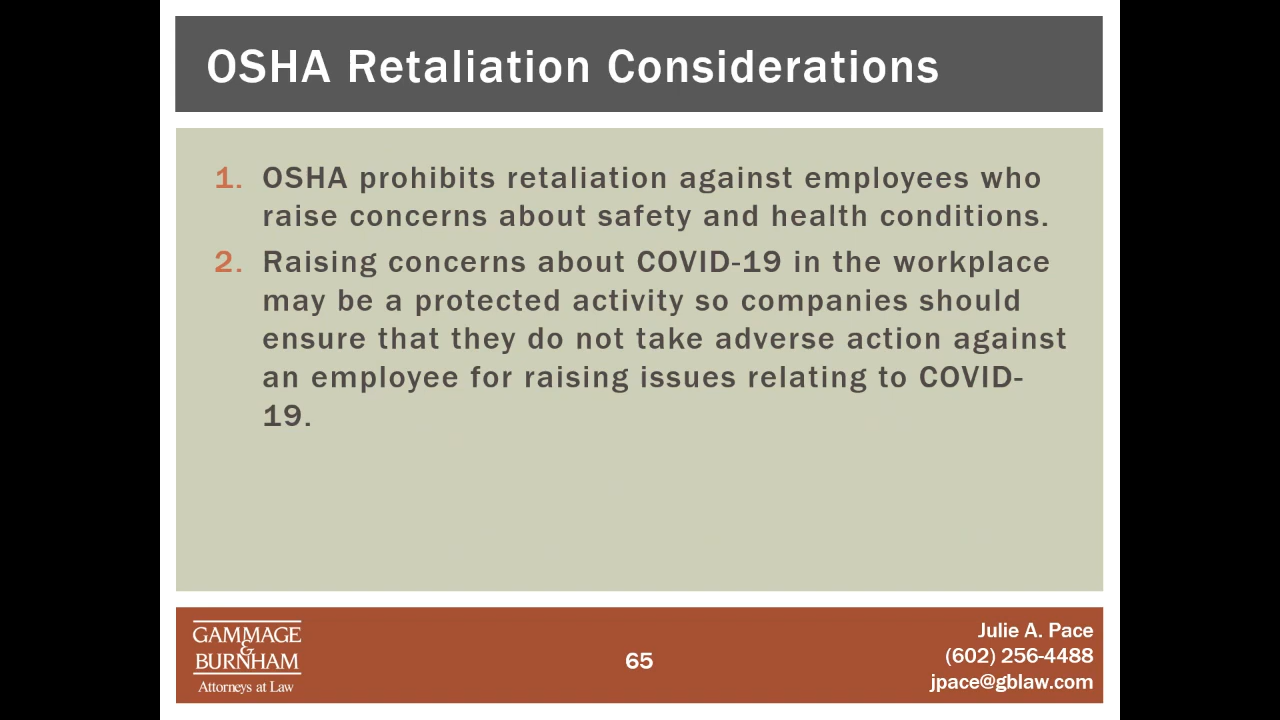 OSHA Retaliation Considerations
1. OSHA prohibits retaliation against employees who
raise concerns about safety and health conditions.
2. Raising concerns about COVID-19 in the workplace
may be a protected activity so companies should
ensure that they do not take adverse action against
an employee for raising issues relating to COVID-
19.
GAMMAGE
&
BURNHAM
Attorneys at Law
65
Julie A. Pace
(602) 256-4488
jpace@gblaw.com